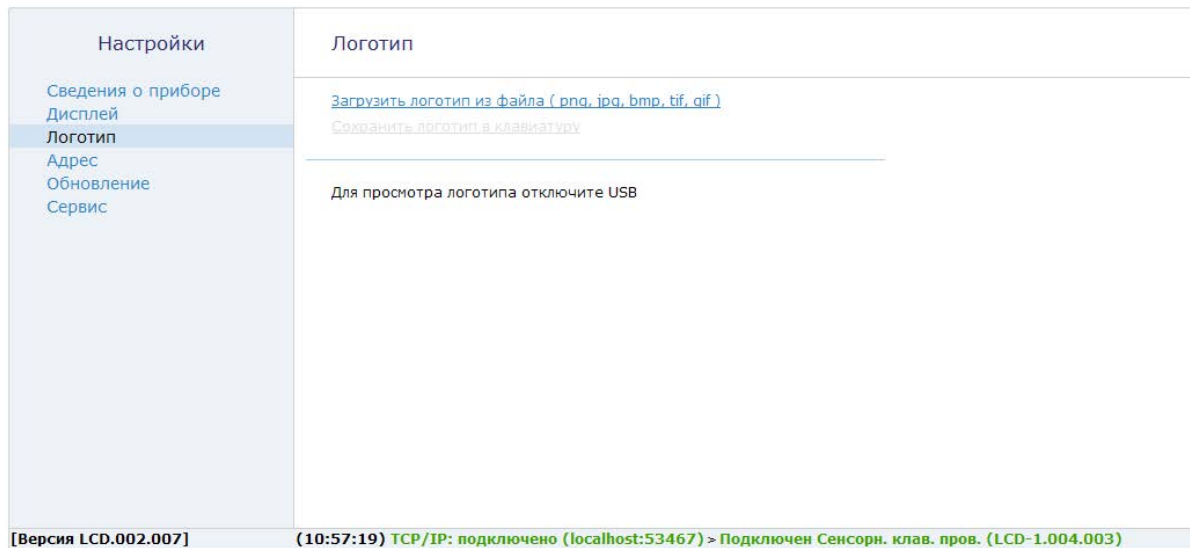 Настройки
Сведения о приборе
Дисплей
Логотип
Адрес
Обновление
Сервис
Логотип
Загрузить логотип из файла ( png, jpg, bmp, tif, gif )
Сохранить логотип в клавиатуру
Для просмотра логотипа отключите USB
[Версия LCD.002.007]
(10:57:19) TCP/IP: подключено (localhost:53467) > Подключен Сенсорн. клав. пров. (LCD-1.004.003)